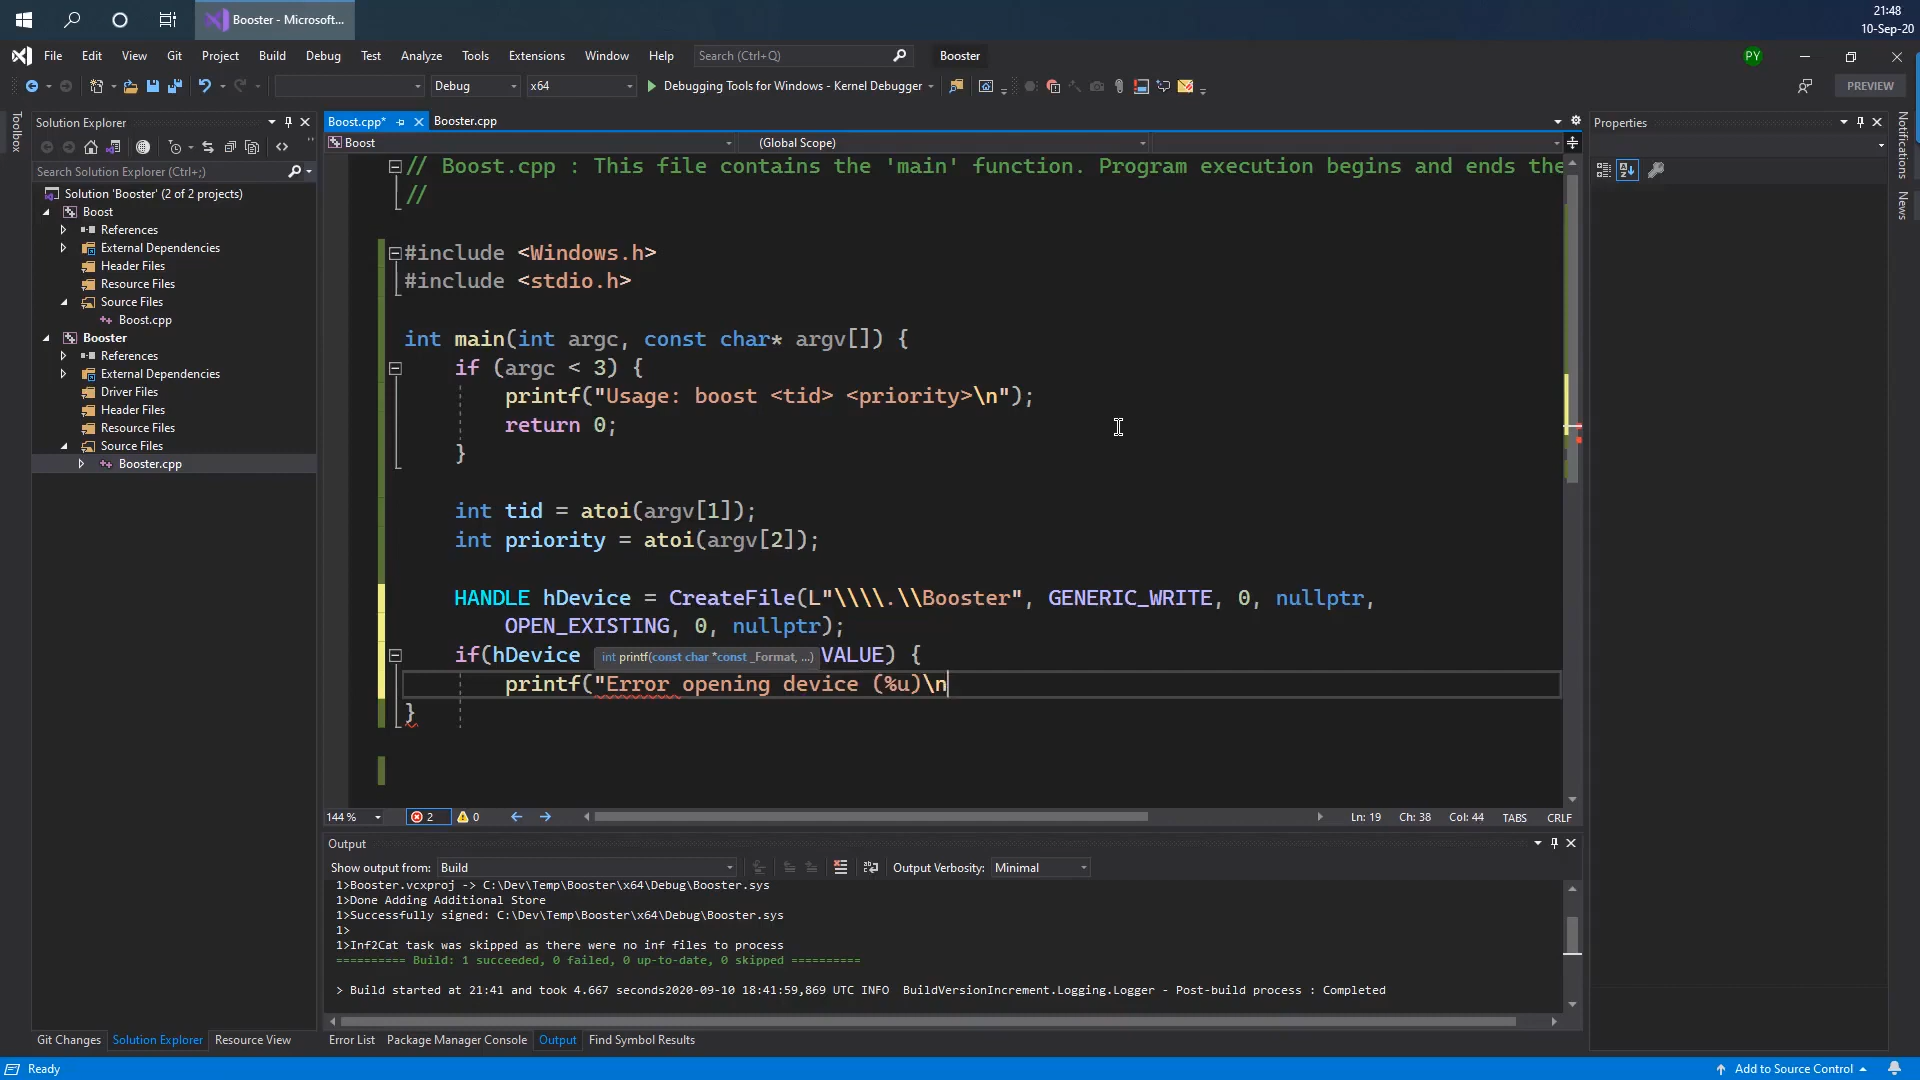 Booster - Microsoft...
21:48
10-Sep-20
File Edit View Git Project Build Debug Test Analyze Tools Extensions Window Help Search (Ctrl+Q) Booster PY
Debug x64 Debugging Tools for Windows - Kernel Debugger PREVIEW
Toolbox
Solution Explorer
Search Solution Explorer (Ctrl+;)
Solution 'Booster' (2 of 2 projects)
Boost
References
External Dependencies
Header Files
Resource Files
Source Files
Boost.cpp
Booster
References
External Dependencies
Driver Files
Header Files
Resource Files
Source Files
Booster.cpp
Git Changes Solution Explorer Resource View
Boost.cpp* Booster.cpp
Boost (Global Scope)
// Boost.cpp : This file contains the 'main' function. Program execution begins and ends the
//
#include <Windows.h>
#include <stdio.h>
int main(int argc, const char* argv[]) {
if (argc < 3) {
printf("Usage: boost <tid> <priority>\n");
return 0;
}
int tid = atoi(argv[1]);
int priority = atoi(argv[2]);
HANDLE hDevice = CreateFile(L"\\\\.\\Booster", GENERIC_WRITE, 0, nullptr,
OPEN_EXISTING, 0, nullptr);
if(hDevice int printf(const char *const _Format, ...) VALUE) {
printf("Error opening device (%u)\n
}
144 % 2 0 Ln: 19 Ch: 38 Col: 44 TABS CRLF
Output
Show output from: Build Output Verbosity: Minimal
1>Booster.vcxproj -> C:\Dev\Temp\Booster\x64\Debug\Booster.sys
1>Done Adding Additional Store
1>Successfully signed: C:\Dev\Temp\Booster\x64\Debug\Booster.sys
1>
1>Inf2Cat task was skipped as there were no inf files to process
========== Build: 1 succeeded, 0 failed, 0 up-to-date, 0 skipped ==========
> Build started at 21:41 and took 4.667 seconds2020-09-10 18:41:59,869 UTC INFO BuildVersionIncrement.Logging.Logger - Post-build process : Completed
Error List Package Manager Console Output Find Symbol Results
Properties
Notifications
News
Ready Add to Source Control